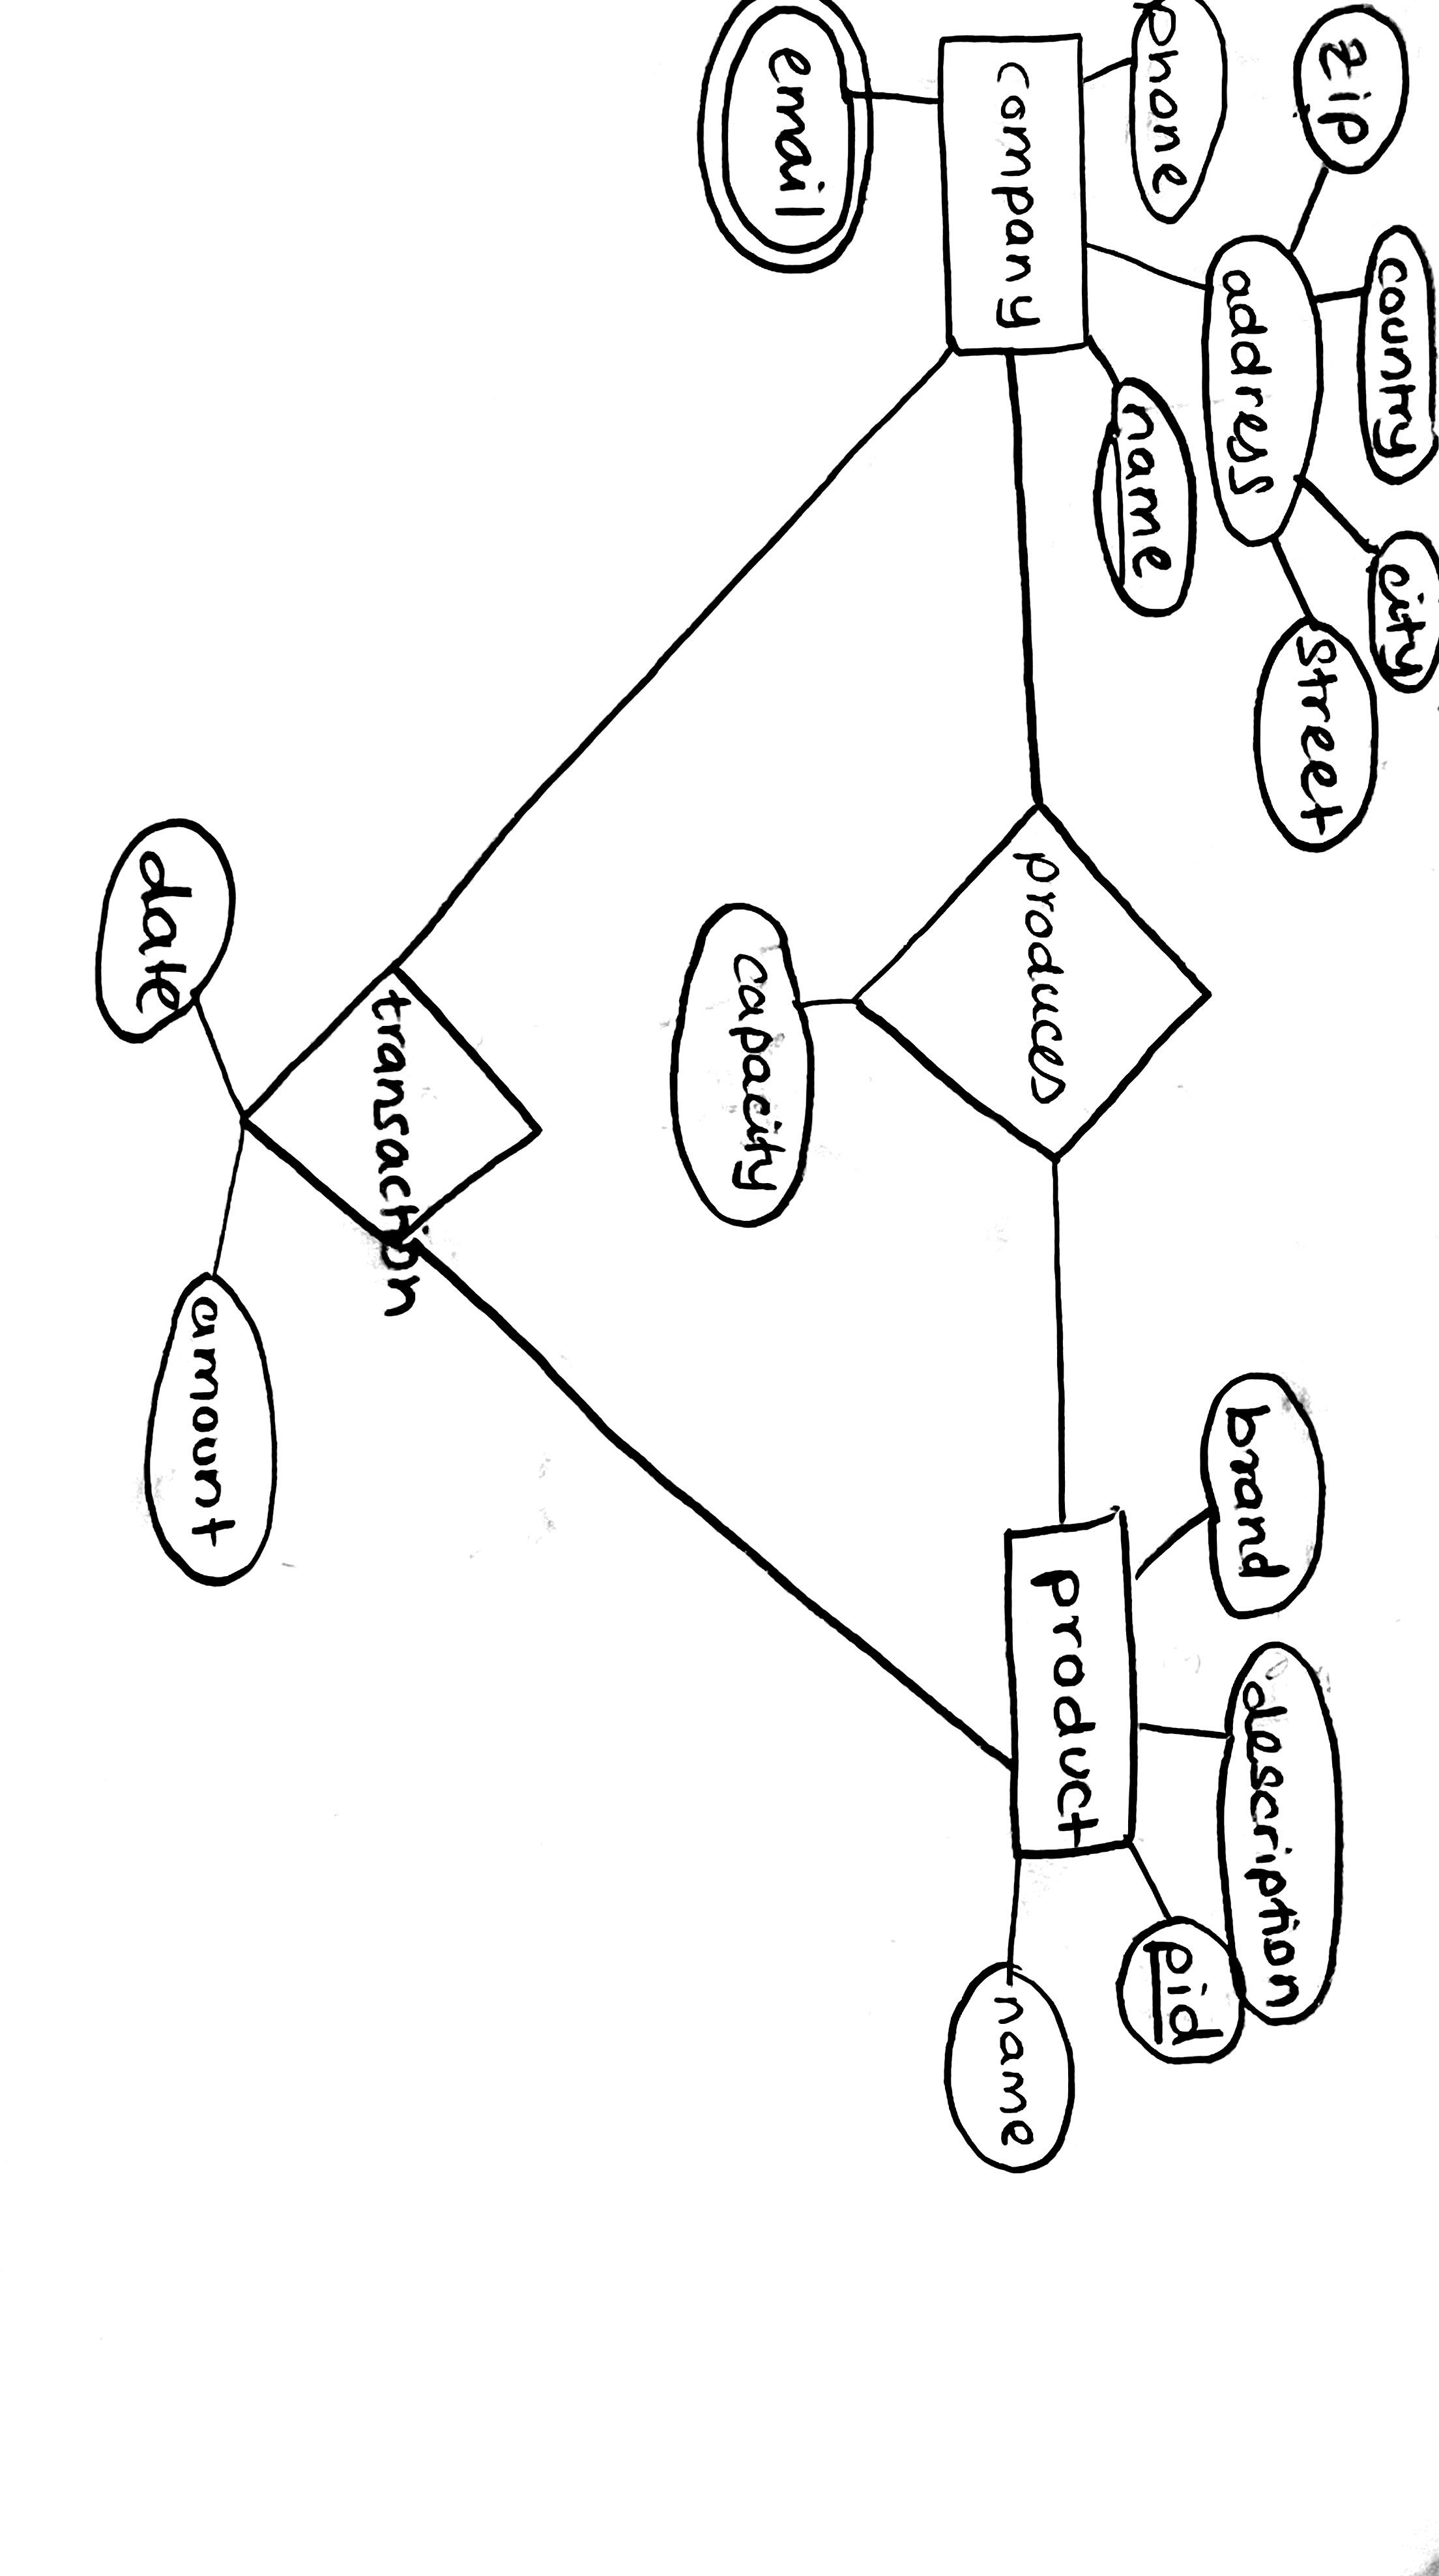 zip
country
city
street
address
phone
name
company
email
produces
capacity
brand
description
pid
name
product
transaction
date
amount